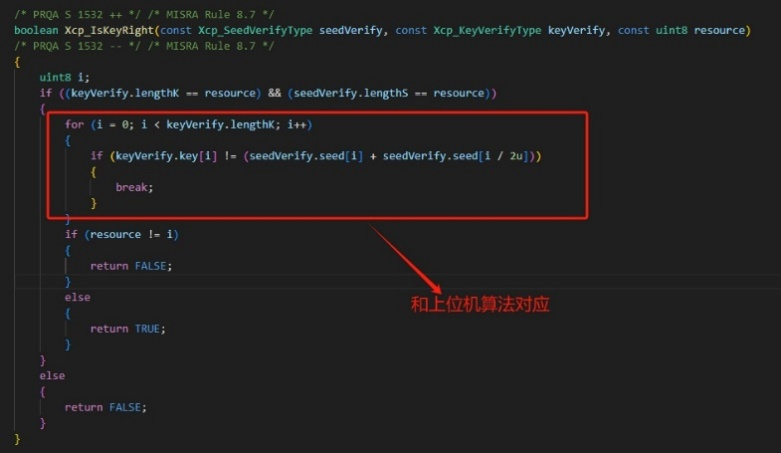 /* PRQA S 1532 ++ */ /* MISRA Rule 8.7 */
boolean Xcp_IsKeyRight(const Xcp_SeedVerifyType seedVerify, const Xcp_KeyVerifyType keyVerify, const uint8 resource)
/* PRQA S 1532 -- */ /* MISRA Rule 8.7 */
{
    uint8 i;
    if ((keyVerify.lengthK == resource) && (seedVerify.lengthS == resource))
    {
        for (i = 0; i < keyVerify.lengthK; i++)
        {
            if (keyVerify.key[i] != (seedVerify.seed[i] + seedVerify.seed[i / 2u]))
            {
                break;
            }
        }
        if (resource != i)
        {
            return FALSE;
        }
        else
        {
            return TRUE;
        }
    }
    else
    {
        return FALSE;
    }
}
和上位机算法对应